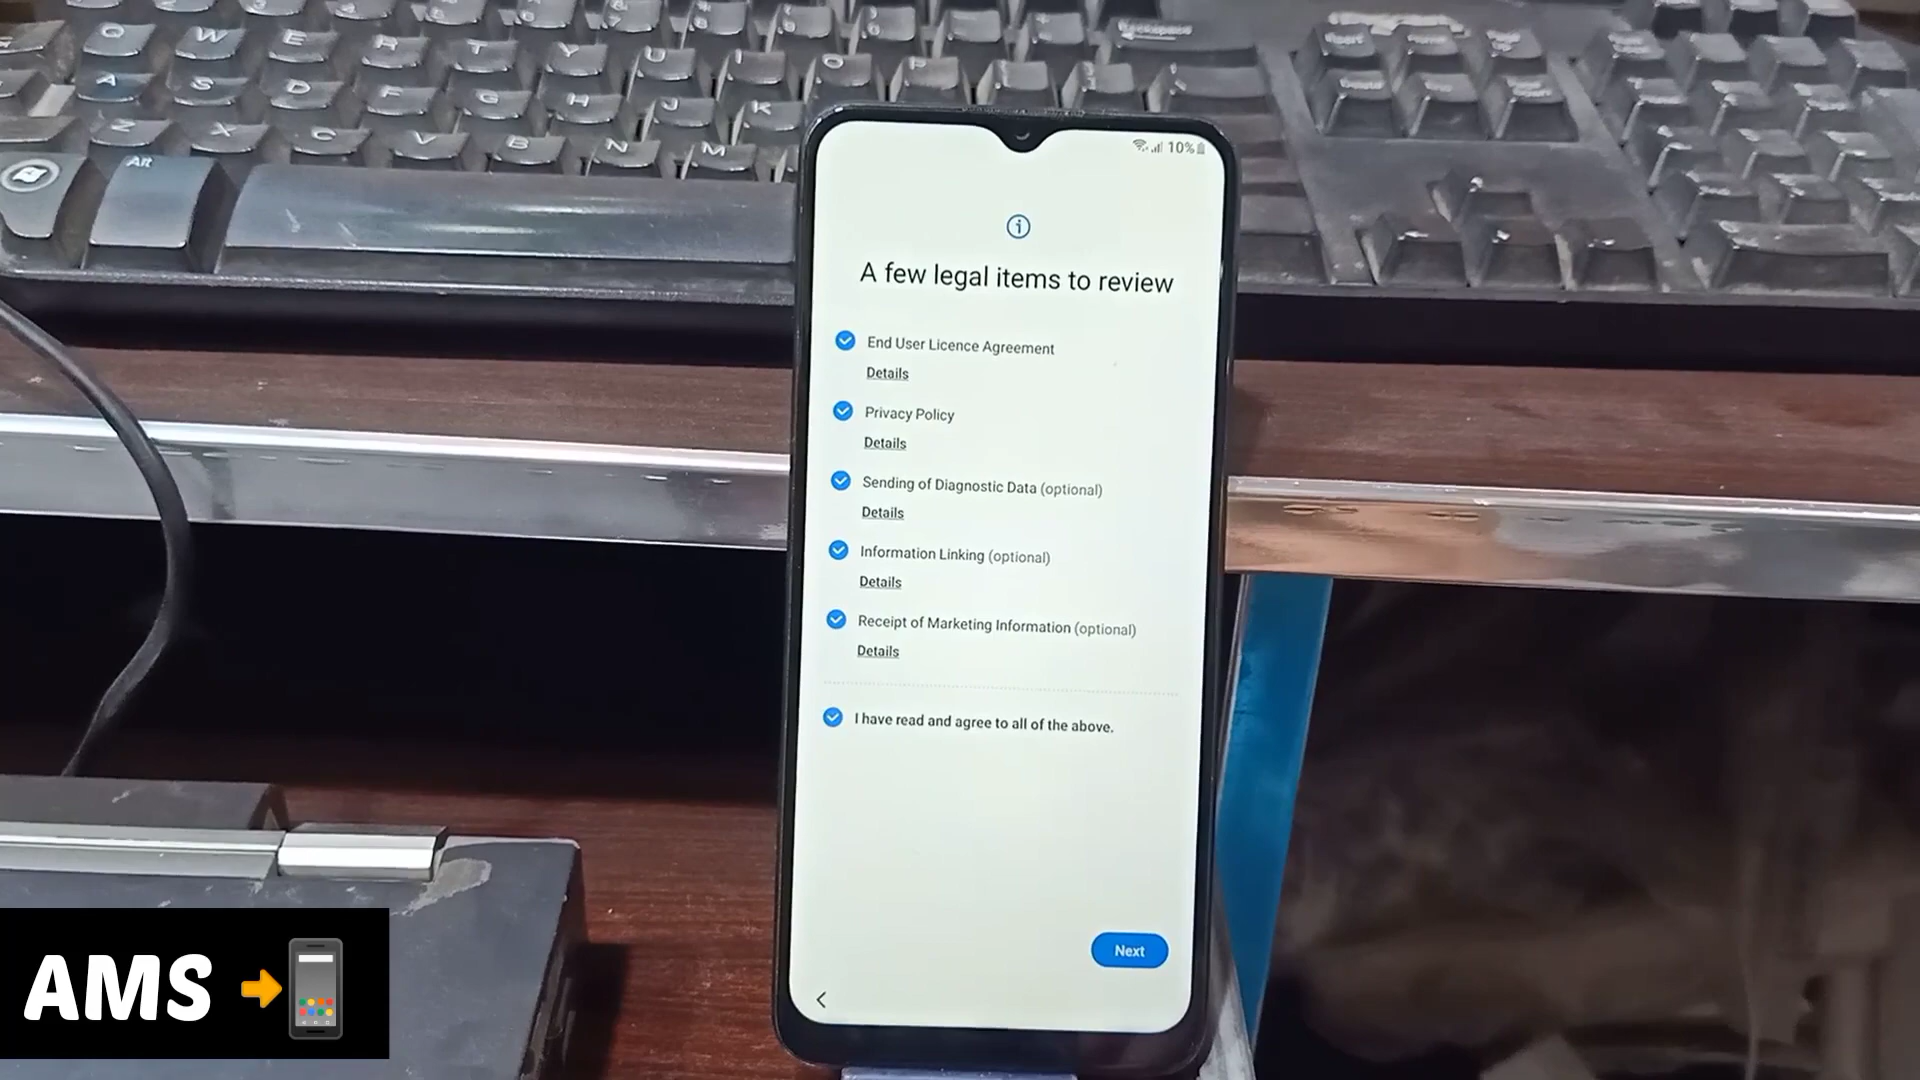 Q W E R T Y U I O P
A S D F G H J K
Z X C V B N M
Alt
10%
A few legal items to review
End User Licence Agreement
Details
Privacy Policy
Details
Sending of Diagnostic Data (optional)
Details
Information Linking (optional)
Details
Receipt of Marketing Information (optional)
Details
I have read and agree to all of the above.
Next
AMS